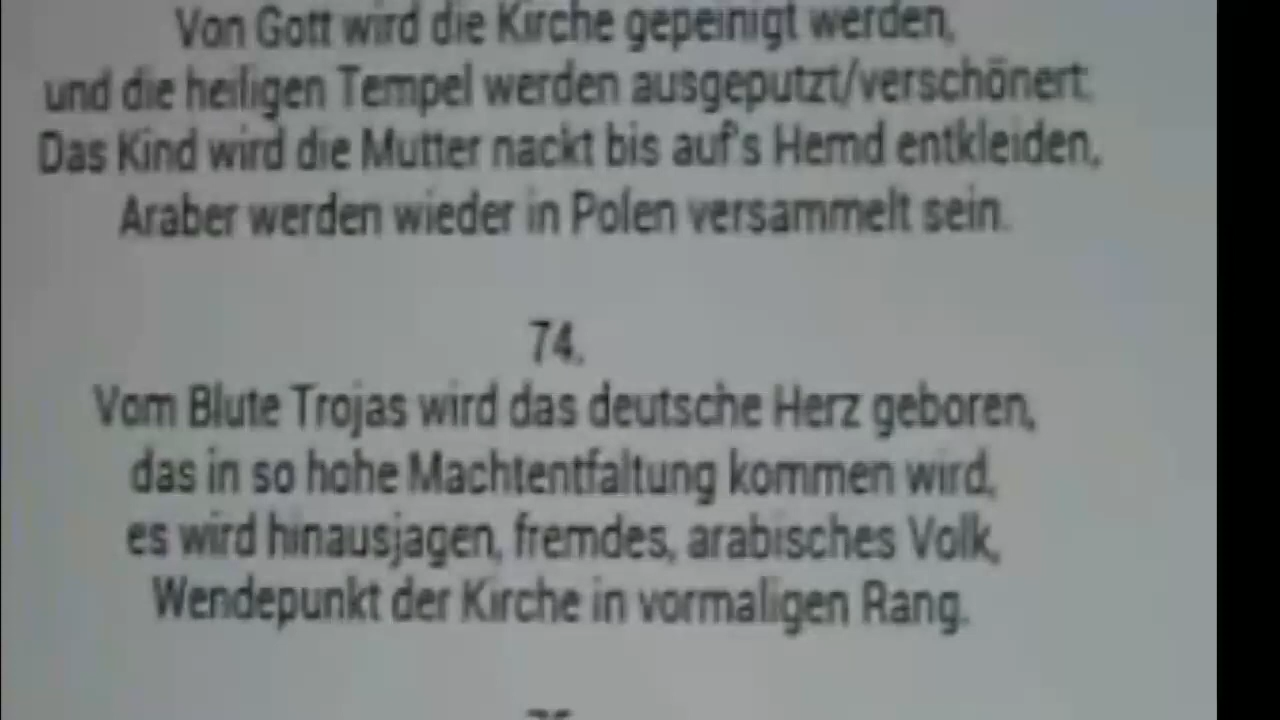 Von Gott wird die Kirche gepeinigt werden,
und die heiligen Tempel werden ausgeputzt/verschönert:
Das Kind wird die Mutter nackt bis auf's Hemd entkleiden,
Araber werden wieder in Polen versammelt sein.
74.
Vom Blute Trojas wird das deutsche Herz geboren,
das in so hohe Machtentfaltung kommen wird,
es wird hinausjagen, fremdes, arabisches Volk,
Wendepunkt der Kirche in vormaligen Rang.